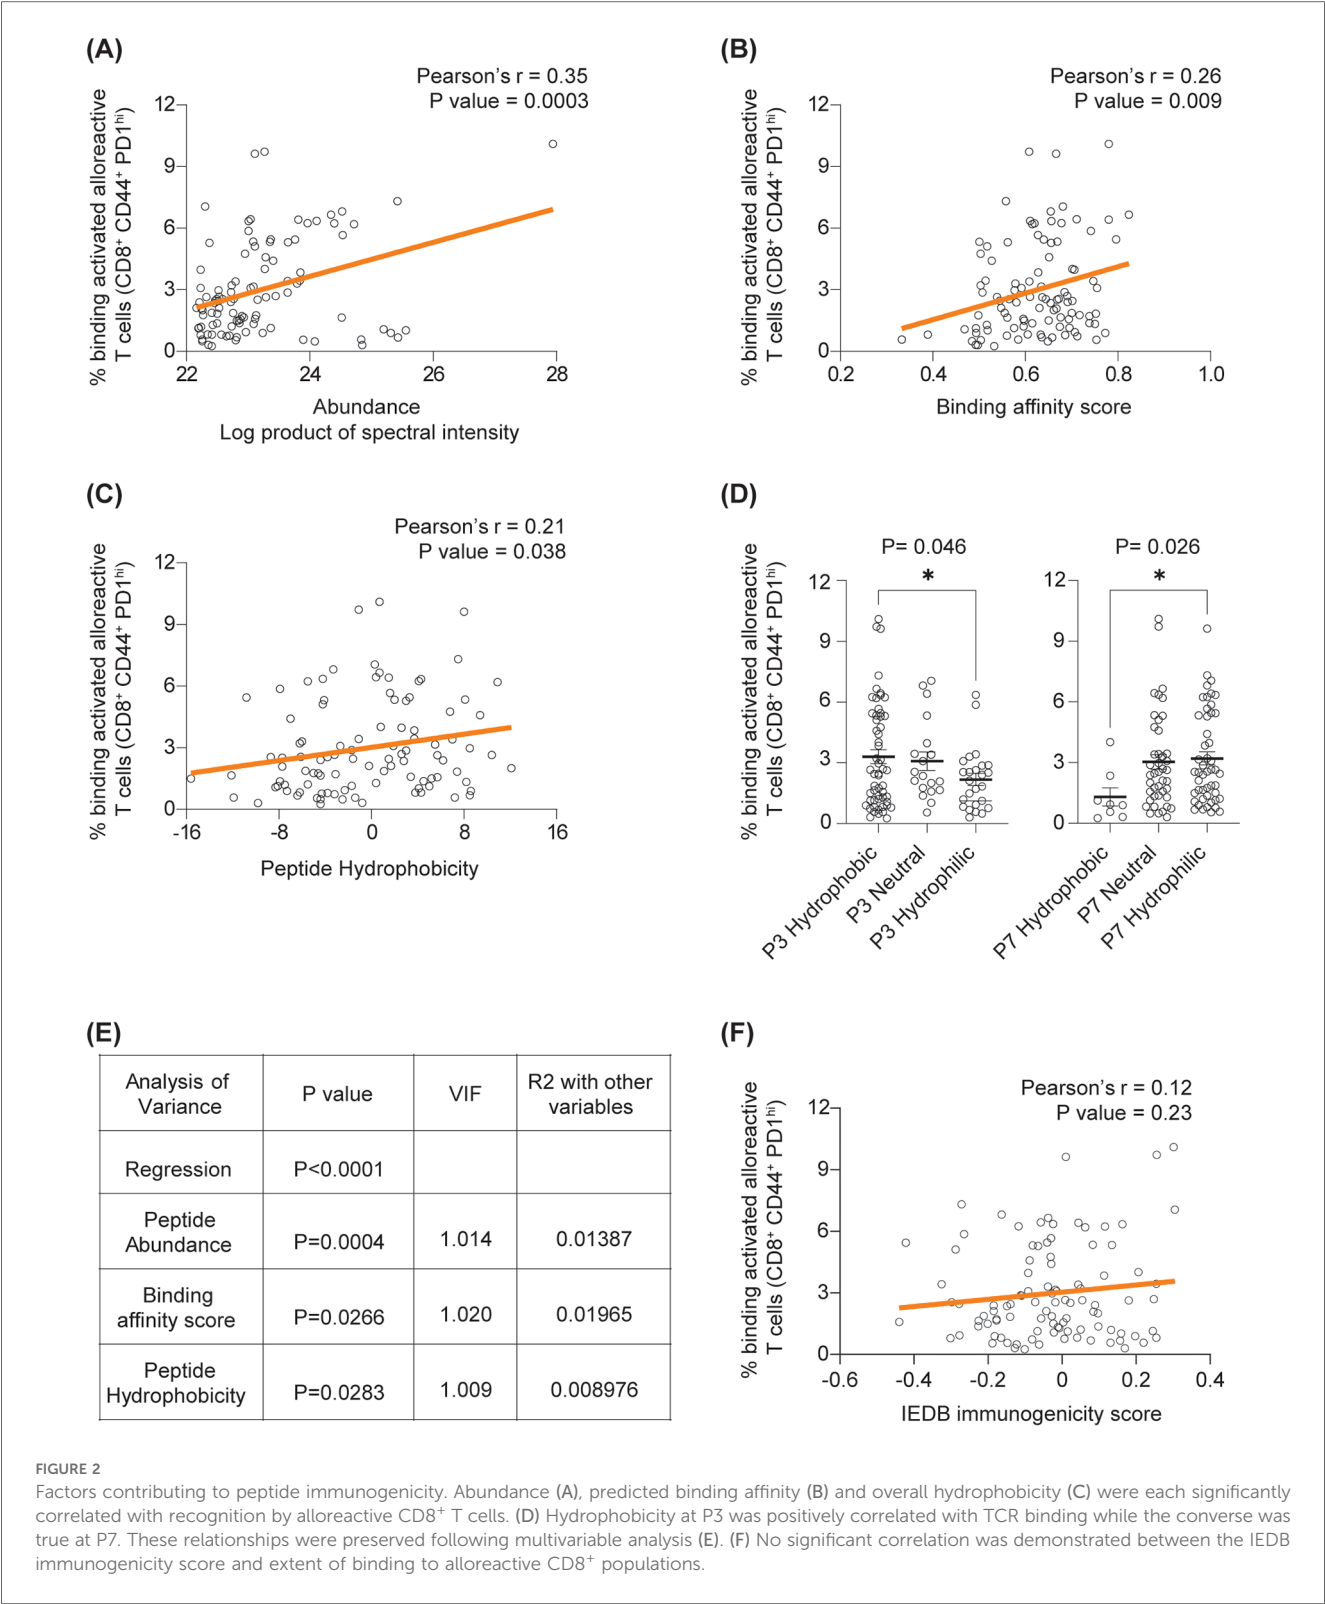 (A)
Pearson's r = 0.35
P value = 0.0003
% binding activated alloreactive
T cells (CD8⁺ CD44⁺ PD1ʰⁱ)
12
9
6
3
0
22
24
26
28
Abundance
Log product of spectral intensity
(B)
Pearson's r = 0.26
P value = 0.009
% binding activated alloreactive
T cells (CD8⁺ CD44⁺ PD1ʰⁱ)
12
9
6
3
0
0.2
0.4
0.6
0.8
1.0
Binding affinity score
(C)
Pearson's r = 0.21
P value = 0.038
% binding activated alloreactive
T cells (CD8⁺ CD44⁺ PD1ʰⁱ)
12
9
6
3
0
-16
-8
0
8
16
Peptide Hydrophobicity
(D)
P= 0.046
*
% binding activated alloreactive
T cells (CD8⁺ CD44⁺ PD1ʰⁱ)
12
9
6
3
0
P3 Hydrophobic
P3 Neutral
P3 Hydrophilic
P= 0.026
*
12
9
6
3
0
P7 Hydrophobic
P7 Neutral
P7 Hydrophilic
(E)
Analysis of
Variance
P value
VIF
R2 with other
variables
Regression
P<0.0001
Peptide
Abundance
P=0.0004
1.014
0.01387
Binding
affinity score
P=0.0266
1.020
0.01965
Peptide
Hydrophobicity
P=0.0283
1.009
0.008976
(F)
Pearson's r = 0.12
P value = 0.23
% binding activated alloreactive
T cells (CD8⁺ CD44⁺ PD1ʰⁱ)
12
9
6
3
0
-0.6
-0.4
-0.2
0
0.2
0.4
IEDB immunogenicity score
FIGURE 2
Factors contributing to peptide immunogenicity. Abundance (A), predicted binding affinity (B) and overall hydrophobicity (C) were each significantly
correlated with recognition by alloreactive CD8⁺ T cells. (D) Hydrophobicity at P3 was positively correlated with TCR binding while the converse was
true at P7. These relationships were preserved following multivariable analysis (E). (F) No significant correlation was demonstrated between the IEDB
immunogenicity score and extent of binding to alloreactive CD8⁺ populations.